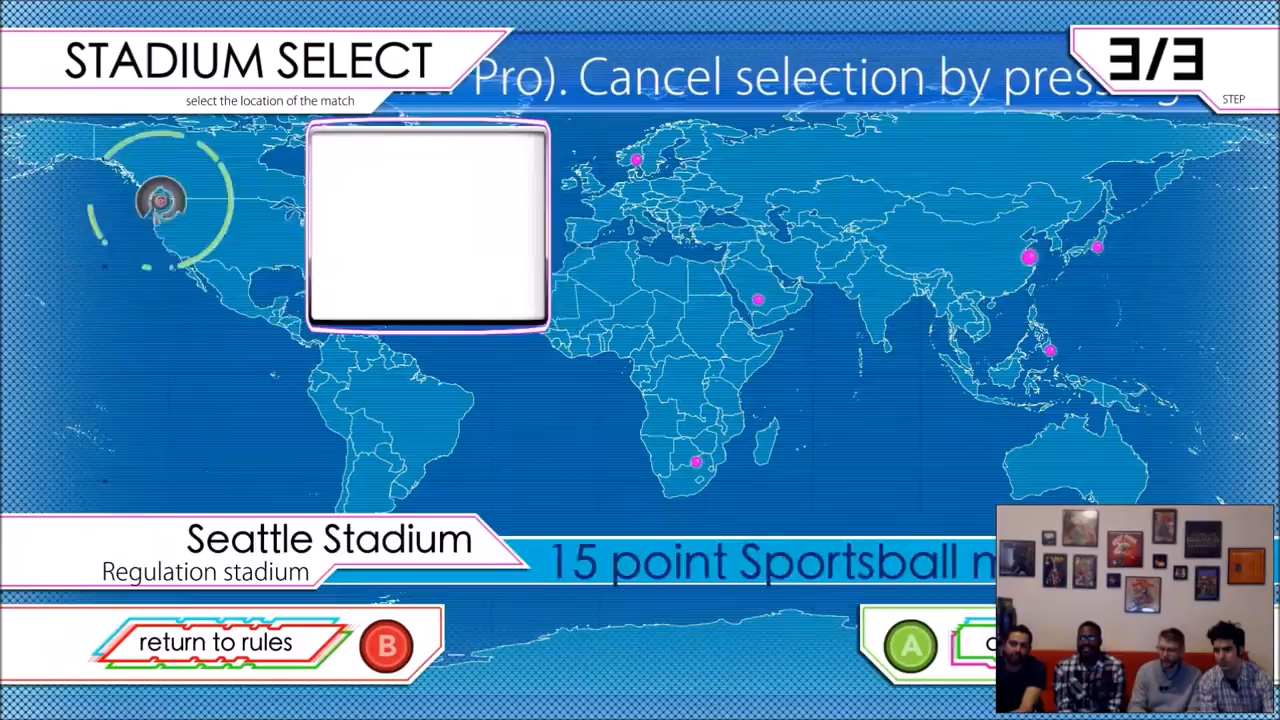 STADIUM SELECT
select the location of the match
Pro). Cancel selection by
3/3
STEP
Seattle Stadium
Regulation stadium
15 point Sportsball
return to rules
B
A